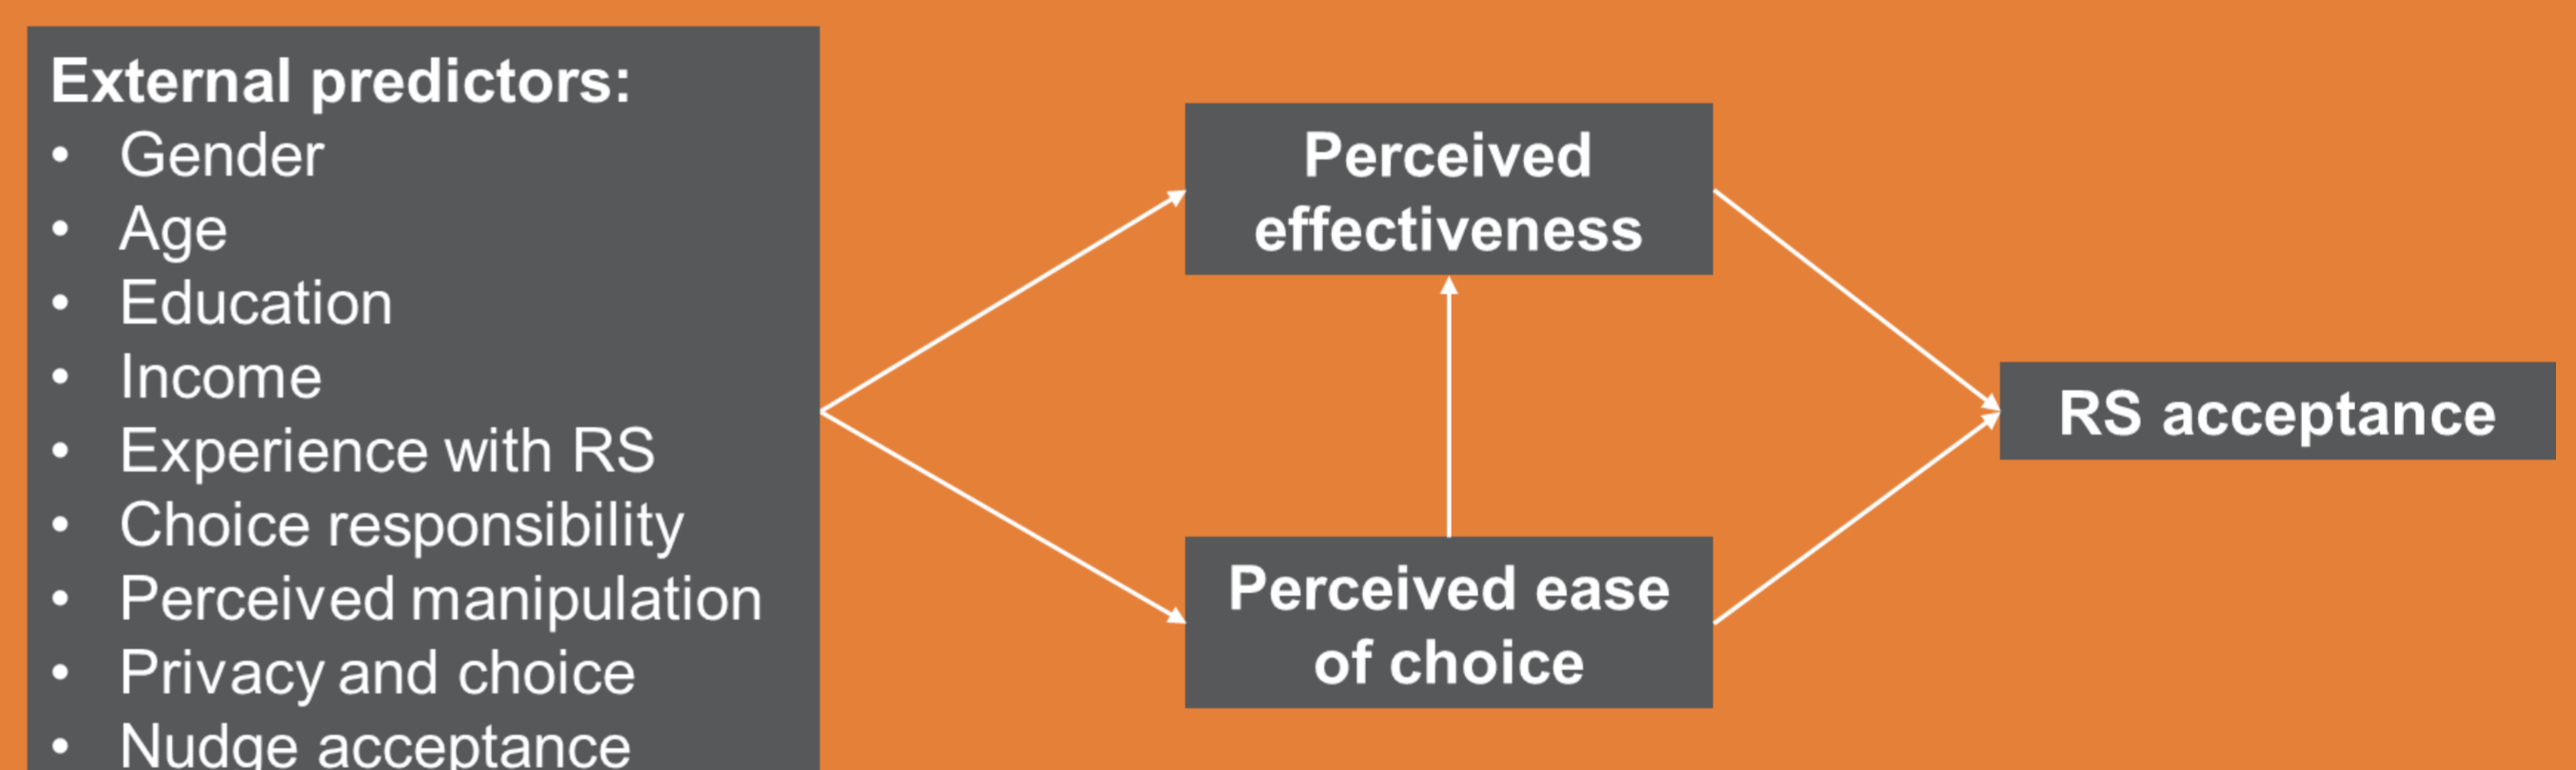 External predictors:
• Gender
• Age
• Education
• Income
• Experience with RS
• Choice responsibility
• Perceived manipulation
• Privacy and choice
• Nudge acceptance
Perceived
effectiveness
Perceived ease
of choice
RS acceptance